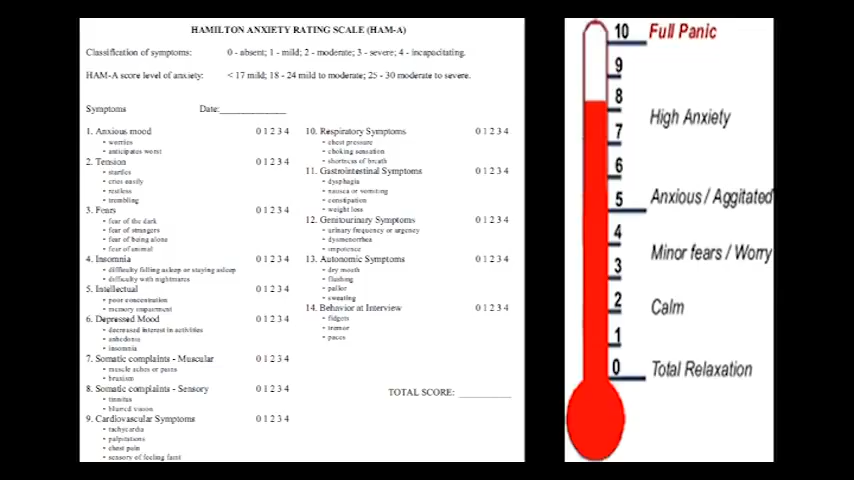 HAMILTON ANXIETY RATING SCALE (HAM-A)
Classification of symptoms: 0 - absent; 1 - mild; 2 - moderate; 3 - severe; 4 - incapacitating.
HAM-A score level of anxiety: < 17 mild; 18 - 24 mild to moderate; 25 - 30 moderate to severe.
Symptoms Date:
1. Anxious mood 0 1 2 3 4
• worries
• anticipates worst
2. Tension 0 1 2 3 4
• startles
• cries easily
• restless
• trembling
3. Fears 0 1 2 3 4
• fear of the dark
• fear of strangers
• fear of being alone
• fear of animal
4. Insomnia 0 1 2 3 4
• difficulty falling asleep or staying asleep
• difficulty with nightmares
5. Intellectual 0 1 2 3 4
• poor concentration
• memory impairment
6. Depressed Mood 0 1 2 3 4
• decreased interest in activities
• anhedonia
• insomnia
7. Somatic complaints - Muscular 0 1 2 3 4
• muscle aches or pains
• bruxism
8. Somatic complaints - Sensory 0 1 2 3 4
• tinnitus
• blurred vision
9. Cardiovascular Symptoms 0 1 2 3 4
• tachycardia
• palpitations
• chest pain
• sensory of feeling faint
10. Respiratory Symptoms 0 1 2 3 4
• chest pressure
• choking sensation
• shortness of breath
11. Gastrointestinal Symptoms 0 1 2 3 4
• dysphagia
• nausea or vomiting
• constipation
• weight loss
12. Genitourinary Symptoms 0 1 2 3 4
• urinary frequency or urgency
• dysmenorrhea
• impotence
13. Autonomic Symptoms 0 1 2 3 4
• dry mouth
• flushing
• pallor
• sweating
14. Behavior at Interview 0 1 2 3 4
• fidgets
• tremor
• paces
TOTAL SCORE:
10 Full Panic
9
8
High Anxiety
7
6
5 Anxious / Aggitated
4
Minor fears / Worry
3
2 Calm
1
0 Total Relaxation